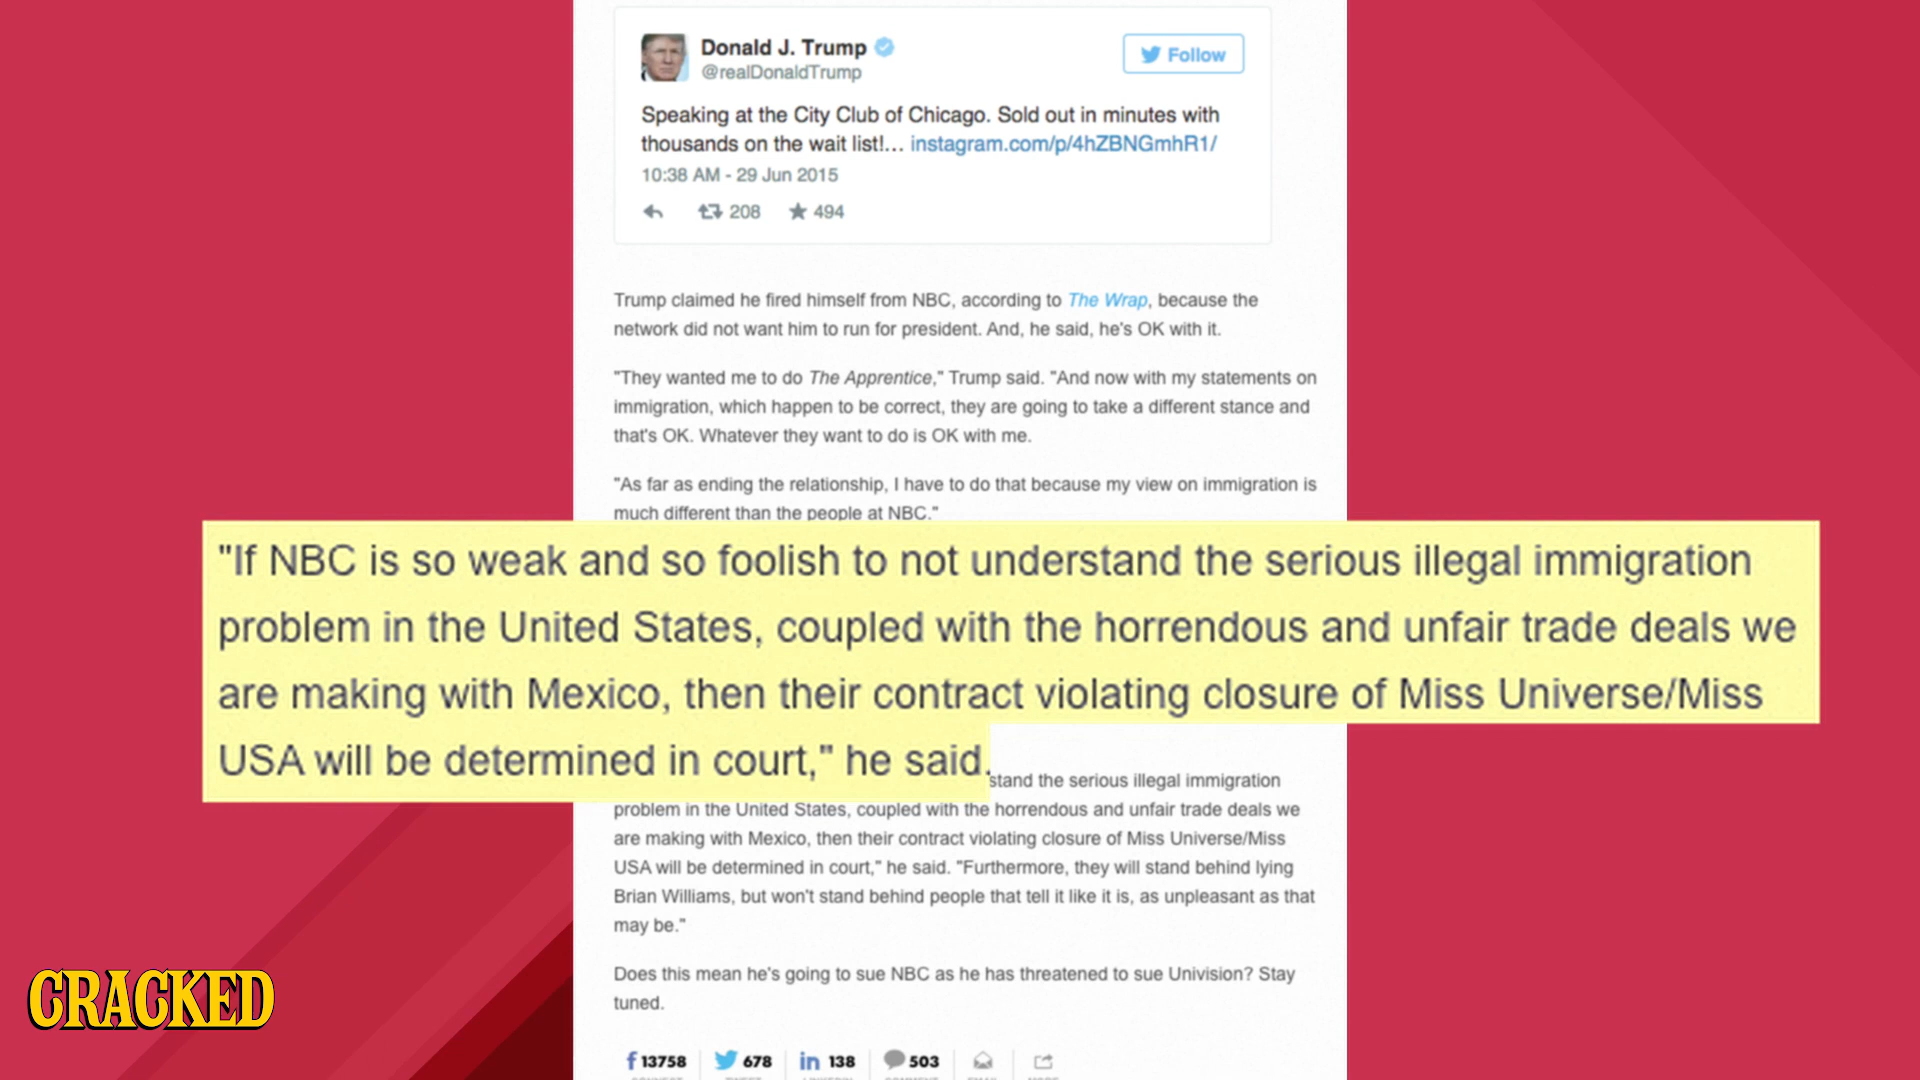 Donald J. Trump
@realDonaldTrump
Follow
Speaking at the City Club of Chicago. Sold out in minutes with
thousands on the wait list!... instagram.com/p/4hZBNGmhR1/
10:38 AM - 29 Jun 2015
208 494
Trump claimed he fired himself from NBC, according to The Wrap, because the
network did not want him to run for president. And, he said, he's OK with it.
"They wanted me to do The Apprentice," Trump said. "And now with my statements on
immigration, which happen to be correct, they are going to take a different stance and
that's OK. Whatever they want to do is OK with me.
"As far as ending the relationship, I have to do that because my view on immigration is
much different than the people at NBC."
"If NBC is so weak and so foolish to not understand the serious illegal immigration
problem in the United States, coupled with the horrendous and unfair trade deals we
are making with Mexico, then their contract violating closure of Miss Universe/Miss
USA will be determined in court," he said.
stand the serious illegal immigration
problem in the United States, coupled with the horrendous and unfair trade deals we
are making with Mexico, then their contract violating closure of Miss Universe/Miss
USA will be determined in court," he said. "Furthermore, they will stand behind lying
Brian Williams, but won't stand behind people that tell it like it is, as unpleasant as that
may be."
Does this mean he's going to sue NBC as he has threatened to sue Univision? Stay
tuned.
CRACKED
f 13758 678 in 138 503